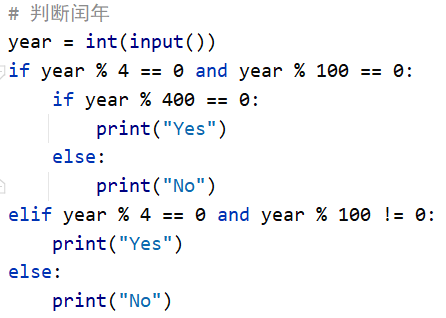 # 判断闰年
year = int(input())
if year % 4 == 0 and year % 100 == 0:
    if year % 400 == 0:
        print("Yes")
    else:
        print("No")
elif year % 4 == 0 and year % 100 != 0:
    print("Yes")
else:
    print("No")